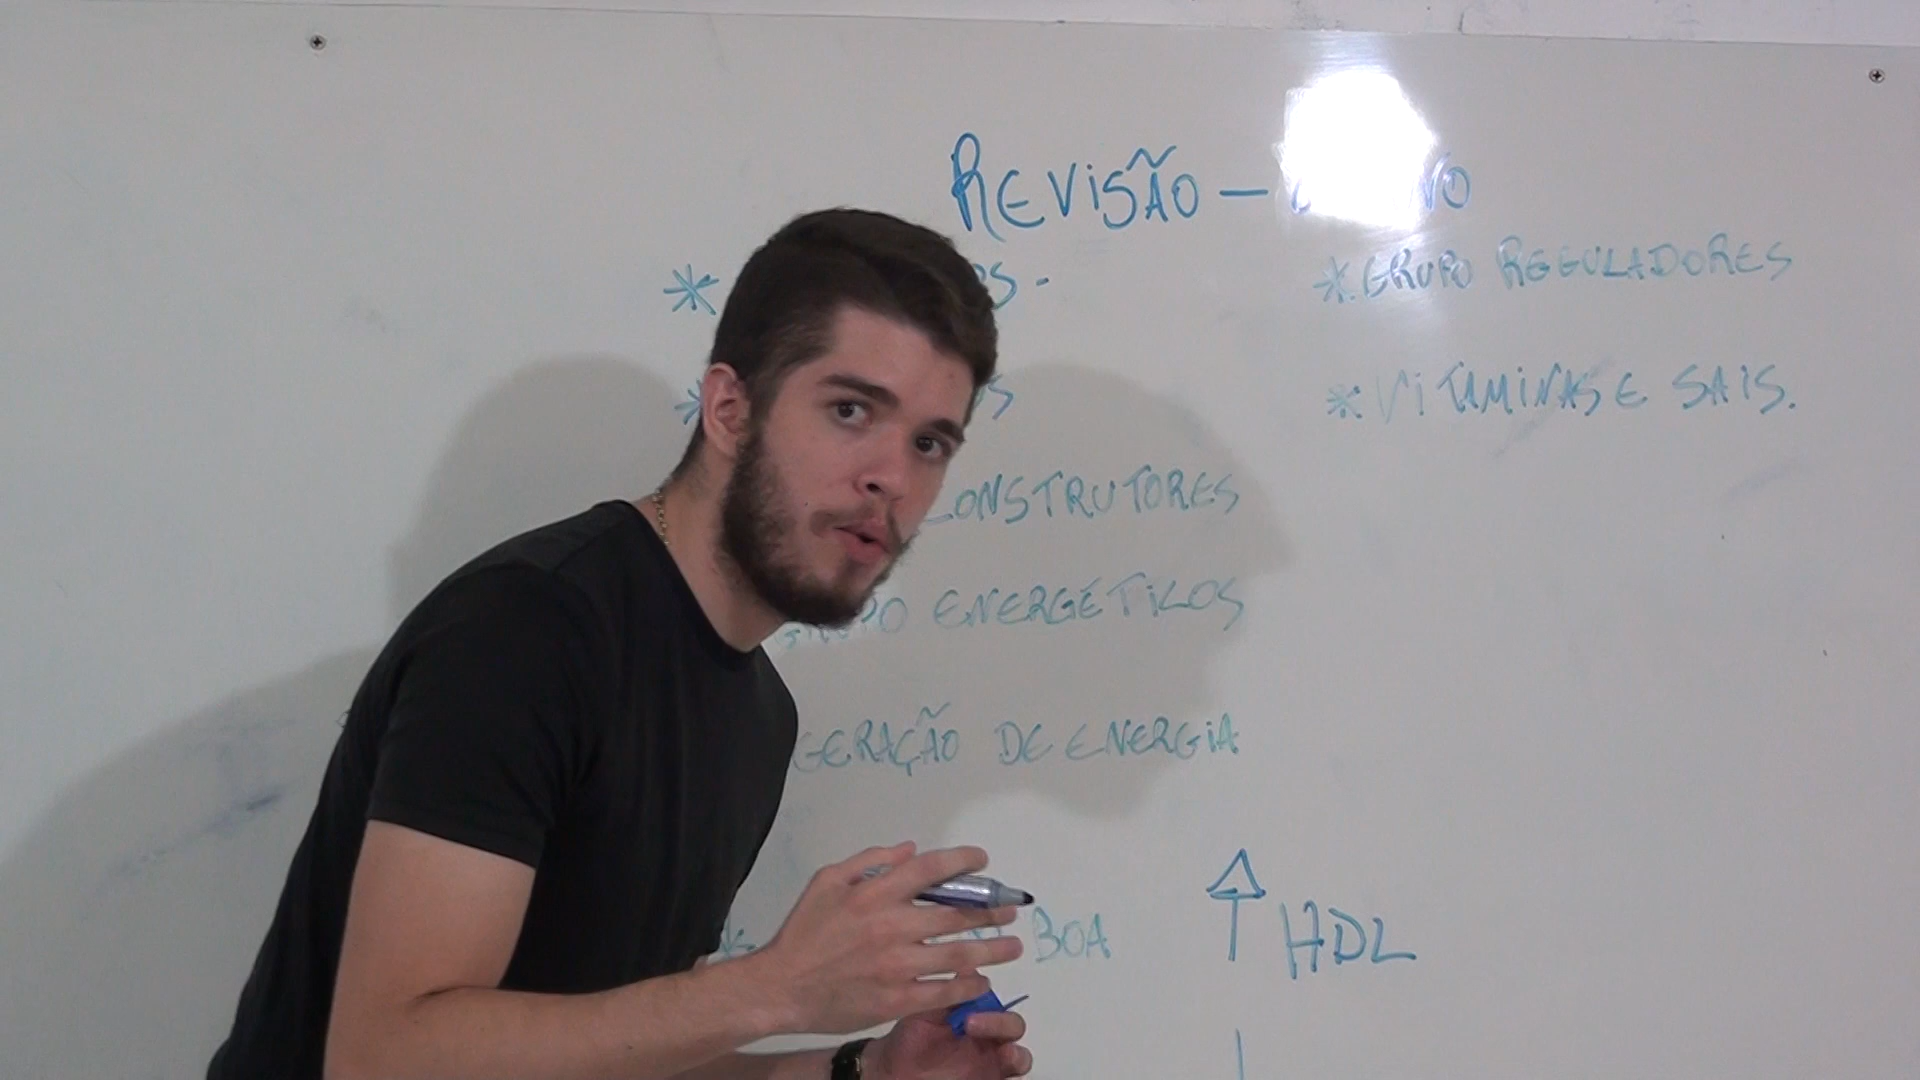 REVISÃO -
* GRUPO REGULADORES
* VITAMINAS E SAIS.
CONSTRUTORES
GRUPO ENERGÉTICOS
GERAÇÃO DE ENERGIA
* BOA ↑ HDL